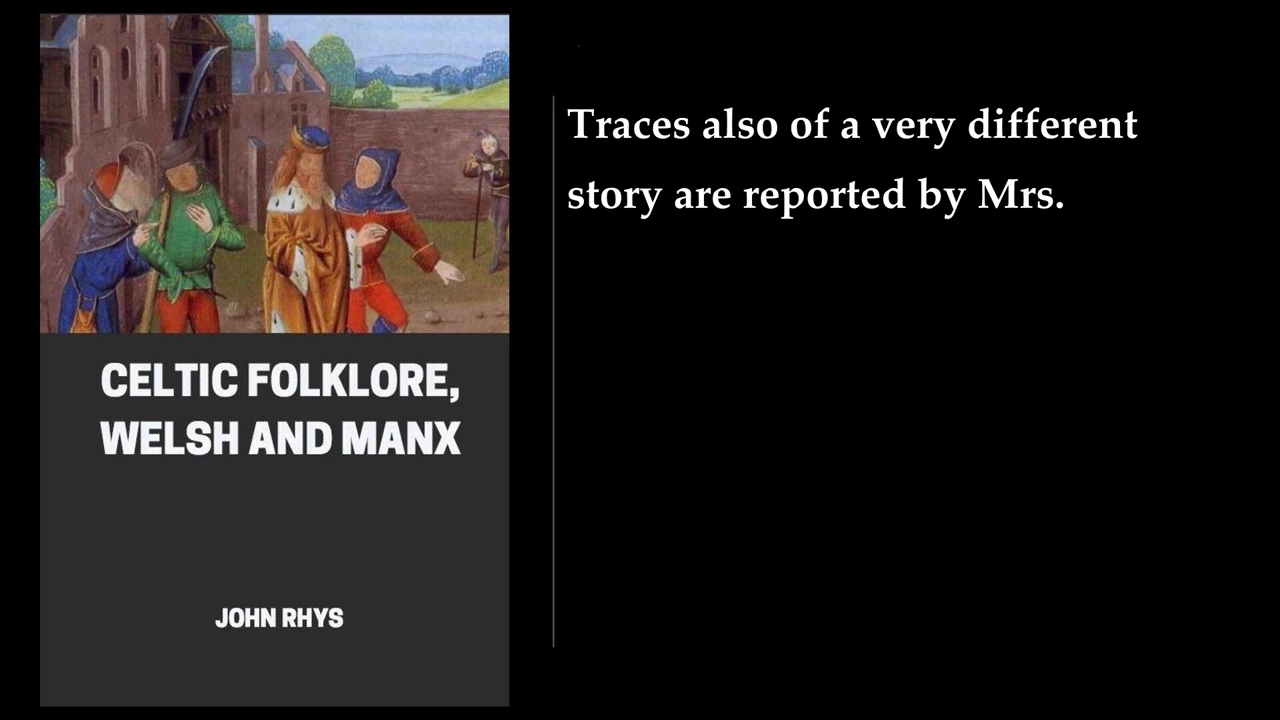 CELTIC FOLKLORE,
WELSH AND MANX
JOHN RHYS
Traces also of a very different
story are reported by Mrs.